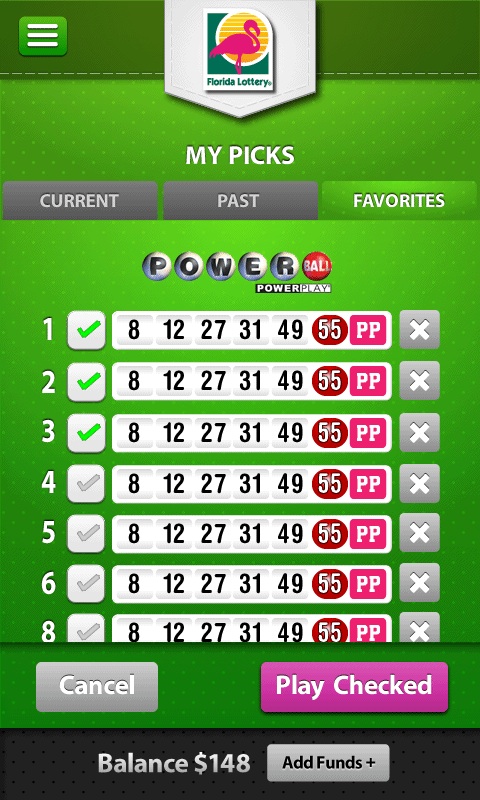 Florida Lottery®
MY PICKS
CURRENT PAST FAVORITES
POWER BALL
POWERPLAY
1 8 12 27 31 49 55 PP
2 8 12 27 31 49 55 PP
3 8 12 27 31 49 55 PP
4 8 12 27 31 49 55 PP
5 8 12 27 31 49 55 PP
6 8 12 27 31 49 55 PP
8 8 12 27 31 49 55 PP
Cancel Play Checked
Balance $148 Add Funds +